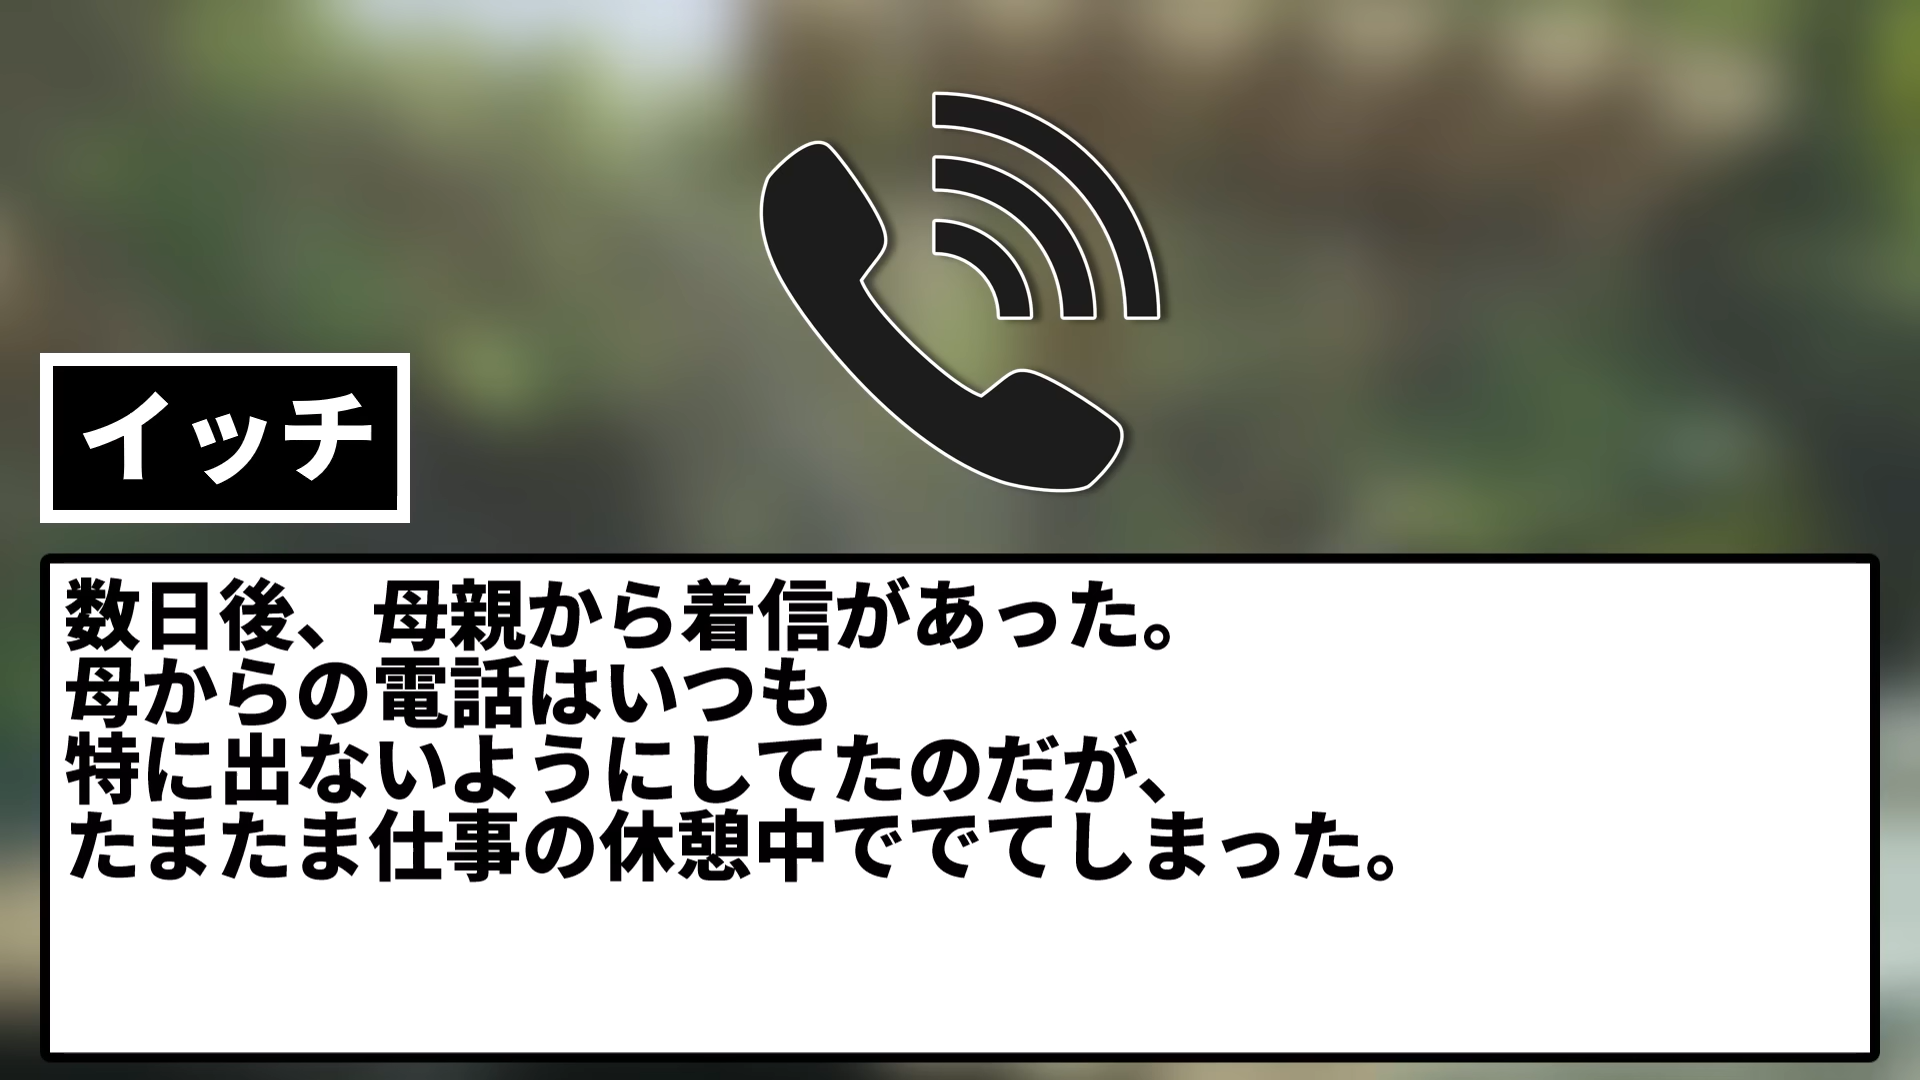 イッチ
数日後、母親から着信があった。
母からの電話はいつも
特に出ないようにしてたのだが、
たまたま仕事の休憩中ででてしまった。